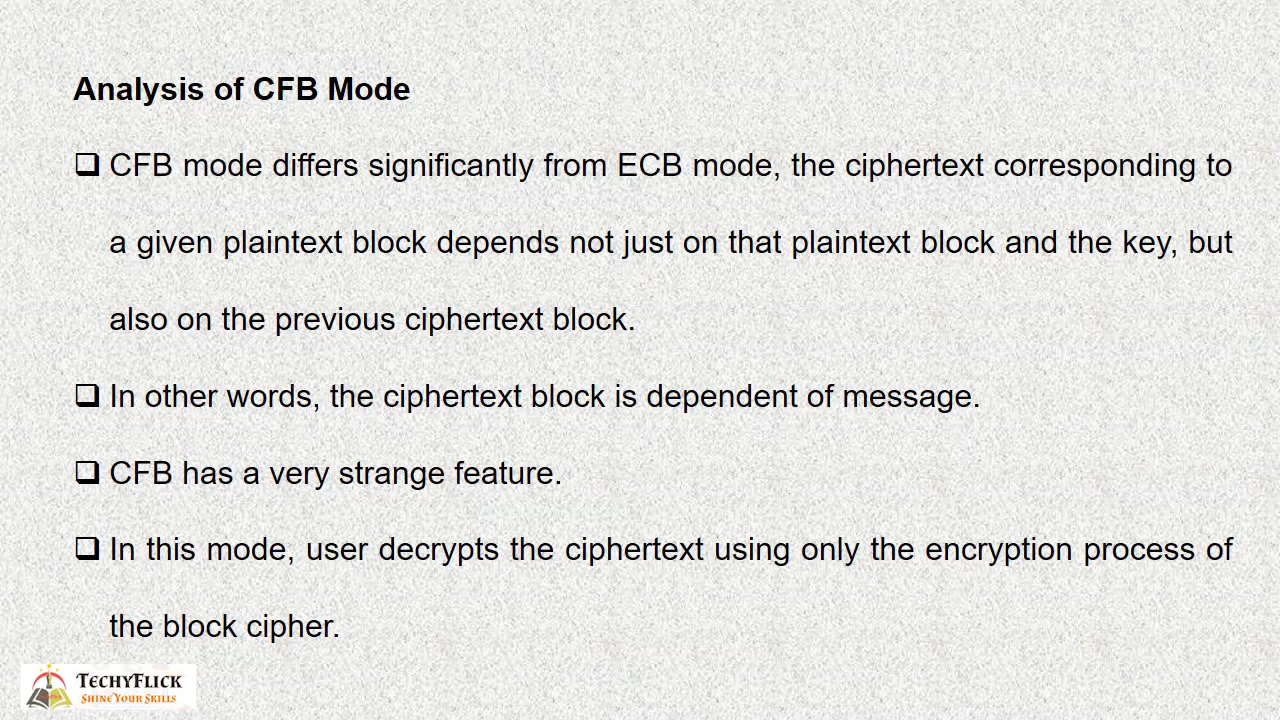 Analysis of CFB Mode
❑ CFB mode differs significantly from ECB mode, the ciphertext corresponding to
a given plaintext block depends not just on that plaintext block and the key, but
also on the previous ciphertext block.
❑ In other words, the ciphertext block is dependent of message.
❑ CFB has a very strange feature.
❑ In this mode, user decrypts the ciphertext using only the encryption process of
the block cipher.
TECHYFLICK
SHINE YOUR SKILLS